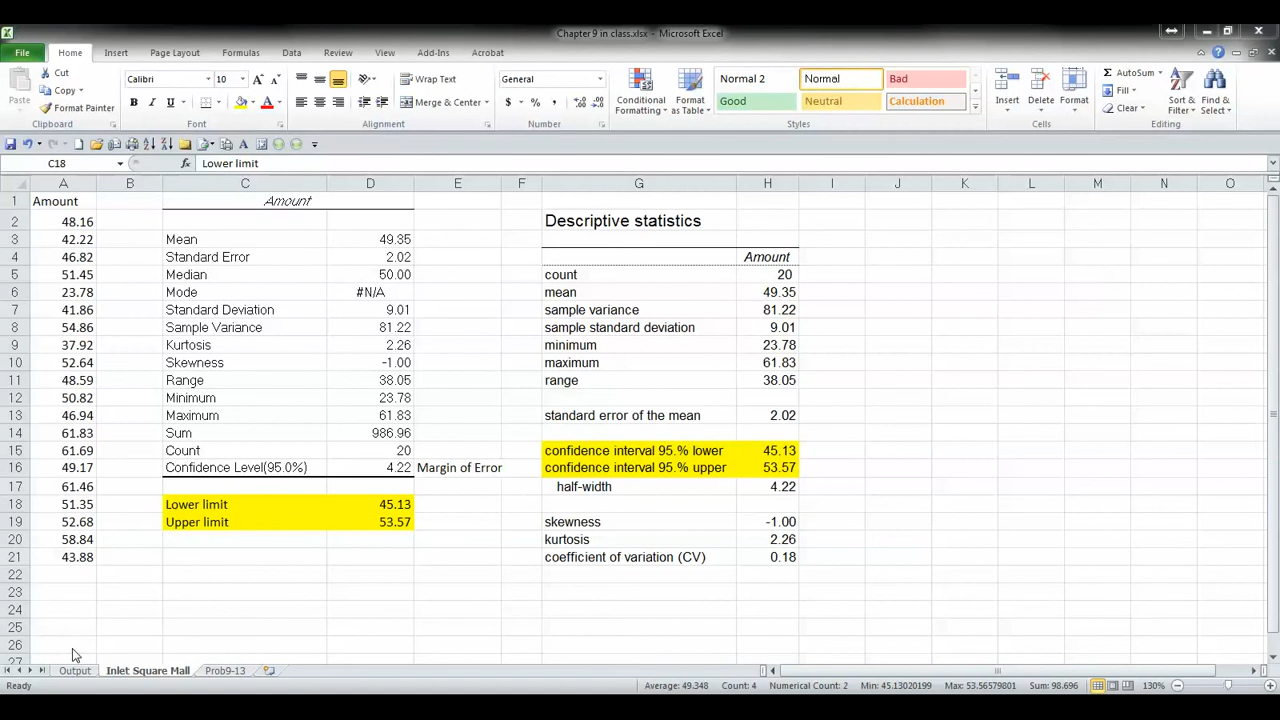 Chapter 9 in class.xlsx - Microsoft Excel
File Home Insert Page Layout Formulas Data Review View Add-Ins Acrobat
Cut
Copy
Format Painter
Paste
Clipboard
Calibri 10
B I U A
Font
Wrap Text
Merge & Center
Alignment
General
$ % ,
Number
Conditional Formatting
Format as Table
Normal 2 Normal Bad
Good Neutral Calculation
Styles
Insert Delete Format
Cells
AutoSum
Fill
Clear
Sort & Filter
Find & Select
Editing
C18 fx Lower limit
A B C D E F G H I J K L M N O
1 Amount Amount
2 48.16 Descriptive statistics
3 42.22 Mean 49.35
4 46.82 Standard Error 2.02 Amount
5 51.45 Median 50.00 count 20
6 23.78 Mode #N/A mean 49.35
7 41.86 Standard Deviation 9.01 sample variance 81.22
8 54.86 Sample Variance 81.22 sample standard deviation 9.01
9 37.92 Kurtosis 2.26 minimum 23.78
10 52.64 Skewness -1.00 maximum 61.83
11 48.59 Range 38.05 range 38.05
12 50.82 Minimum 23.78
13 46.94 Maximum 61.83 standard error of the mean 2.02
14 61.83 Sum 986.96
15 61.69 Count 20 confidence interval 95.% lower 45.13
16 49.17 Confidence Level(95.0%) 4.22 Margin of Error confidence interval 95.% upper 53.57
17 61.46 half-width 4.22
18 51.35 Lower limit 45.13
19 52.68 Upper limit 53.57 skewness -1.00
20 58.84 kurtosis 2.26
21 43.88 coefficient of variation (CV) 0.18
22
23
24
25
26
27
Output Inlet Square Mall Prob9-13
Ready Average: 49.348 Count: 4 Numerical Count: 2 Min: 45.13020199 Max: 53.56579801 Sum: 98.696 130%